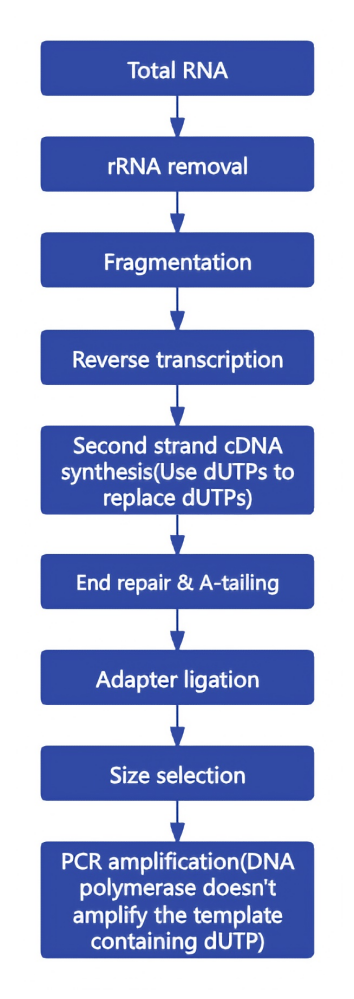 Total RNA
rRNA removal
Fragmentation
Reverse transcription
Second strand cDNA
synthesis(Use dUTPs to
replace dUTPs)
End repair & A-tailing
Adapter ligation
Size selection
PCR amplification(DNA
polymerase doesn't
amplify the template
containing dUTP)